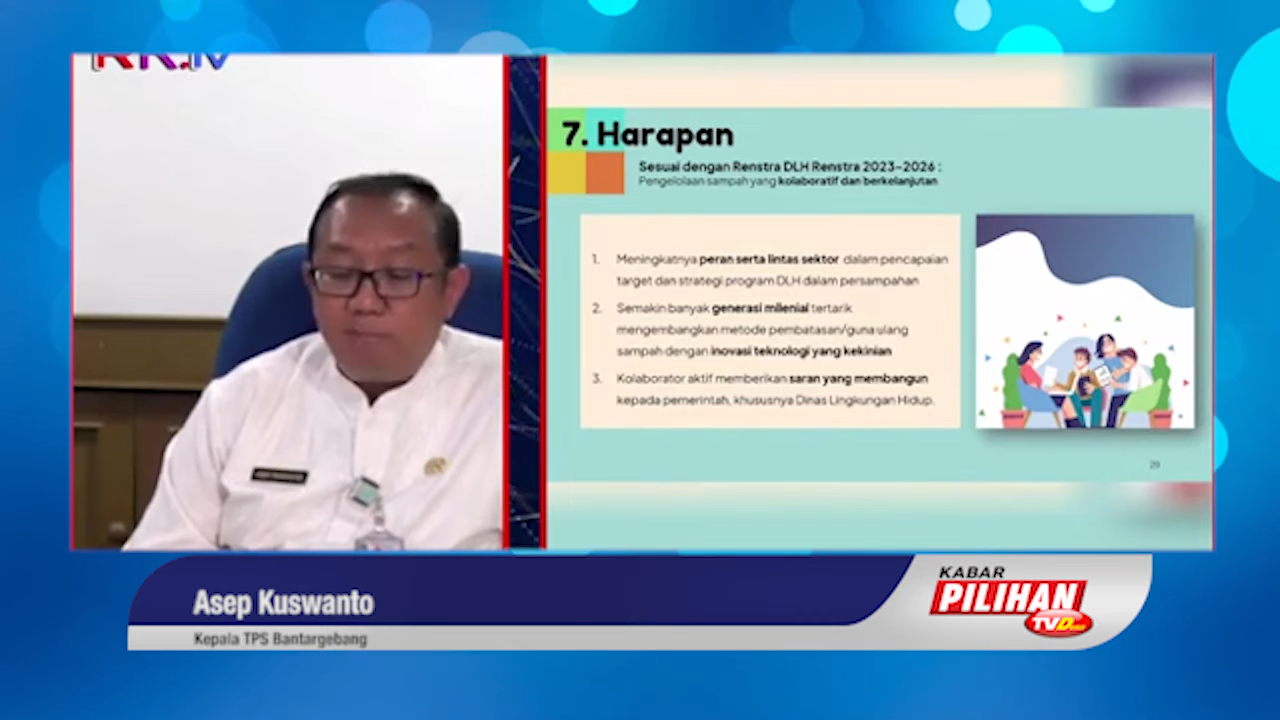 7. Harapan
Sesuai dengan Renstra DLH Renstra 2023-2026 :
Pengelolaan sampah yang kolaboratif dan berkelanjutan
1. Meningkatnya peran serta lintas sektor dalam pencapaian
target dan strategi program DLH dalam persampahan
2. Semakin banyak generasi milenial tertarik
mengembangkan metode pembatasan/guna ulang
sampah dengan inovasi teknologi yang kekinian
3. Kolaborator aktif memberikan saran yang membangun
kepada pemerintah, khususnya Dinas Lingkungan Hidup.
29
Asep Kuswanto
Kepala TPS Bantargebang
KABAR
PILIHAN
TVD